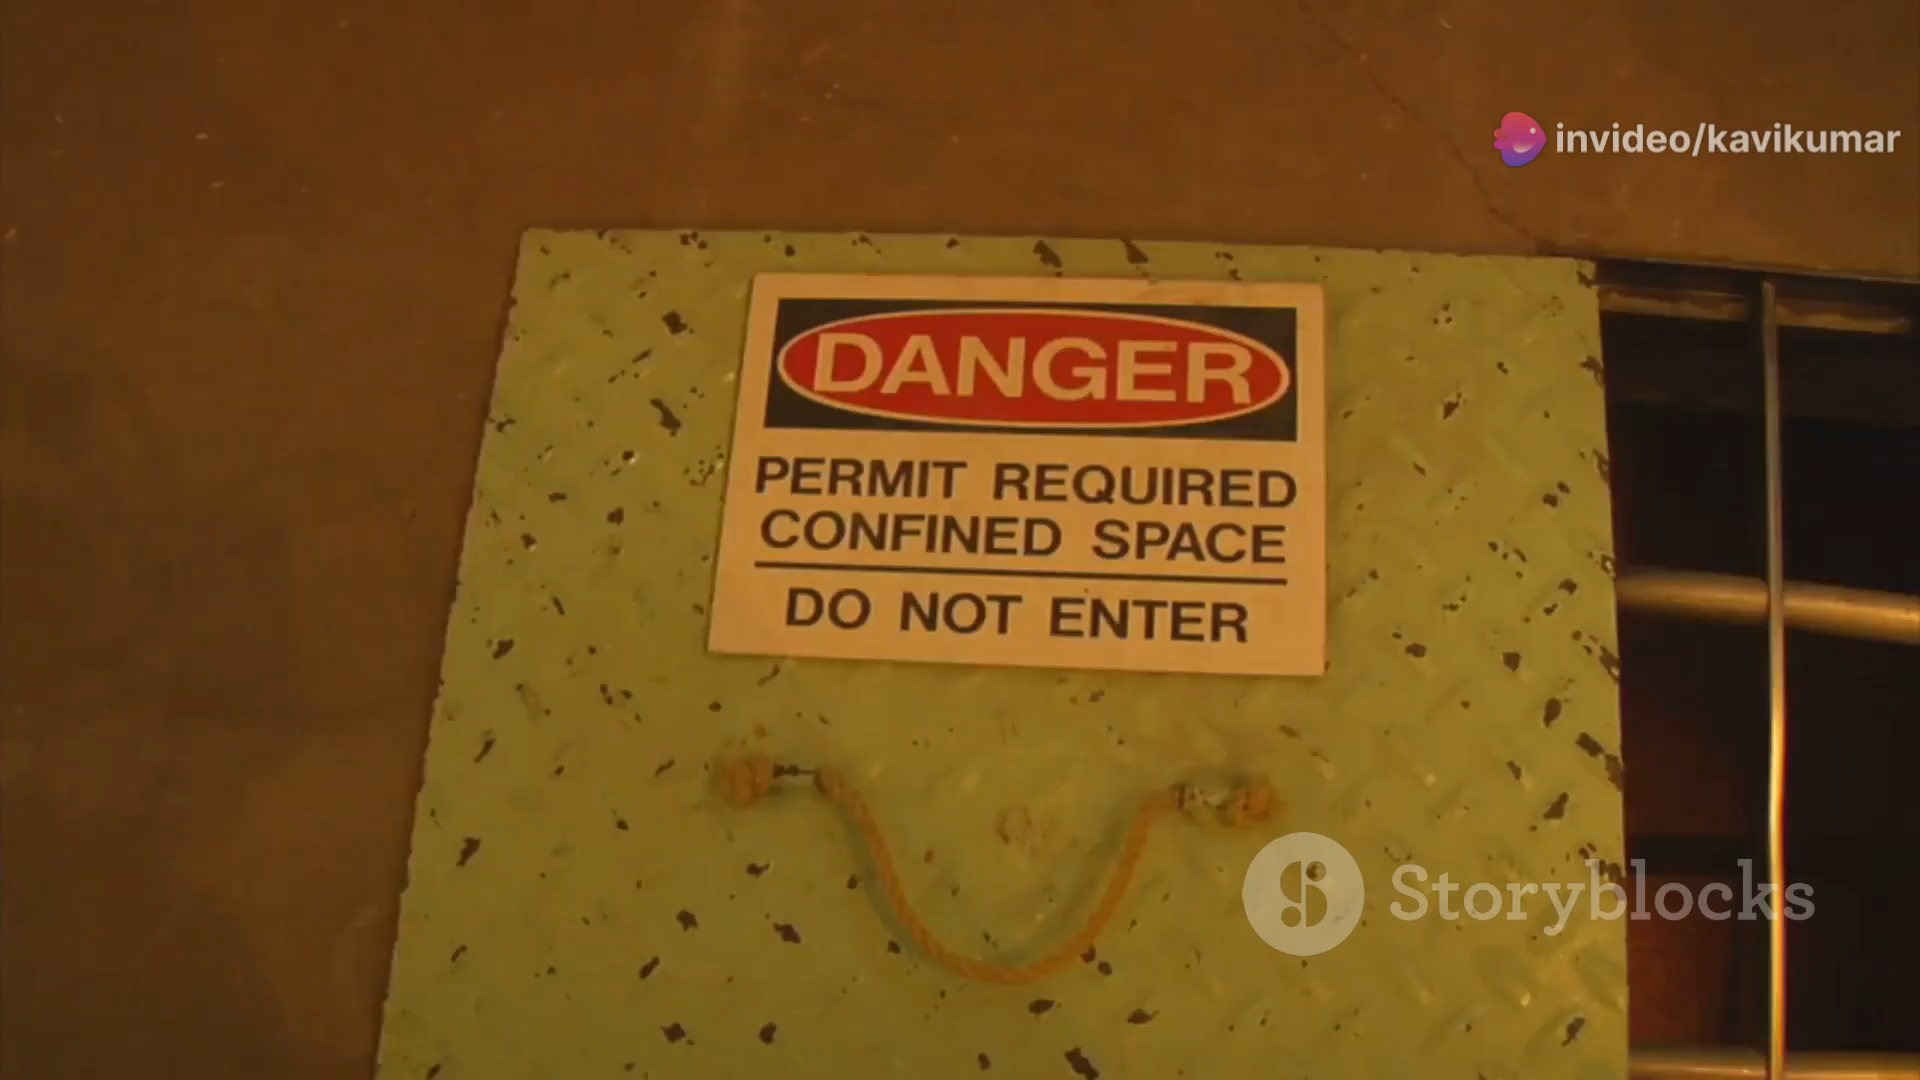 invideo/kavikumar
DANGER
PERMIT REQUIRED
CONFINED SPACE
DO NOT ENTER
Storyblocks